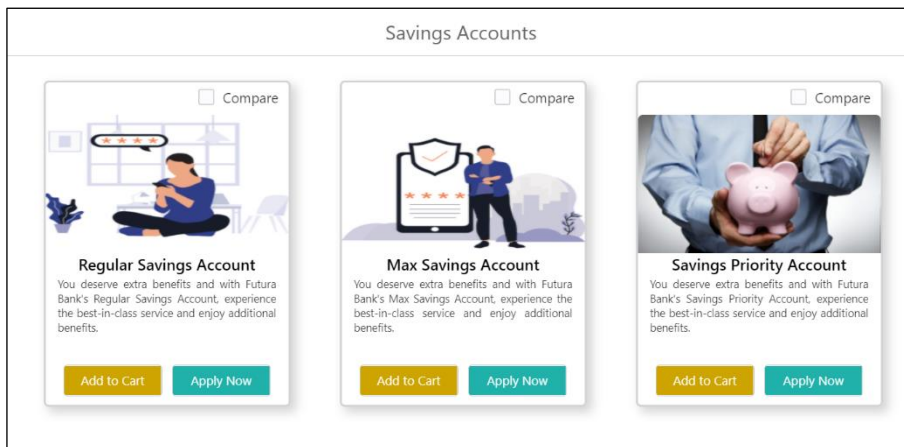 Savings Accounts
Compare
Compare
Compare
Regular Savings Account
You deserve extra benefits and with Futura
Bank's Regular Savings Account, experience
the best-in-class service and enjoy additional
benefits.
Add to Cart
Apply Now
Max Savings Account
You deserve extra benefits and with Futura
Bank's Max Savings Account, experience the
best-in-class service and enjoy additional
benefits.
Add to Cart
Apply Now
Savings Priority Account
You deserve extra benefits and with Futura
Bank's Savings Priority Account, experience
the best-in-class service and enjoy additional
benefits.
Add to Cart
Apply Now